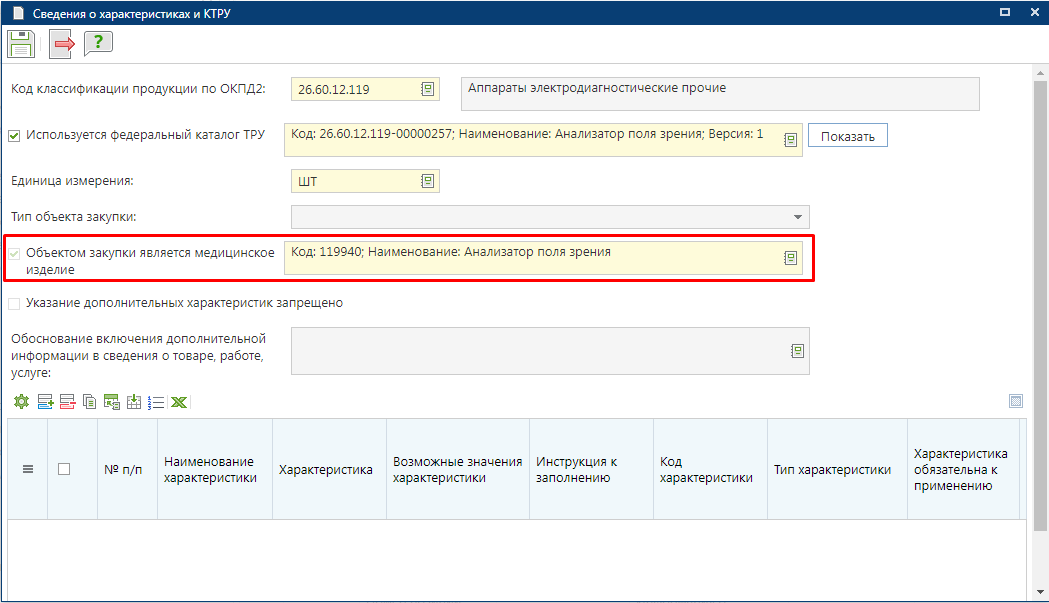 Сведения о характеристиках и КТРУ
?
Код классификации продукции по ОКПД2:
26.60.12.119
Аппараты электродиагностические прочие
Используется федеральный каталог ТРУ
Код: 26.60.12.119-00000257; Наименование: Анализатор поля зрения; Версия: 1
Показать
Единица измерения:
ШТ
Тип объекта закупки:
Объектом закупки является медицинское
изделие
Код: 119940; Наименование: Анализатор поля зрения
Указание дополнительных характеристик запрещено
Обоснование включения дополнительной
информации в сведения о товаре, работе,
услуге:
№ п/п
Наименование
характеристики
Характеристика
Возможные значения
характеристики
Инструкция к
заполнению
Код
характеристики
Тип характеристики
Характеристика
обязательна к
применению